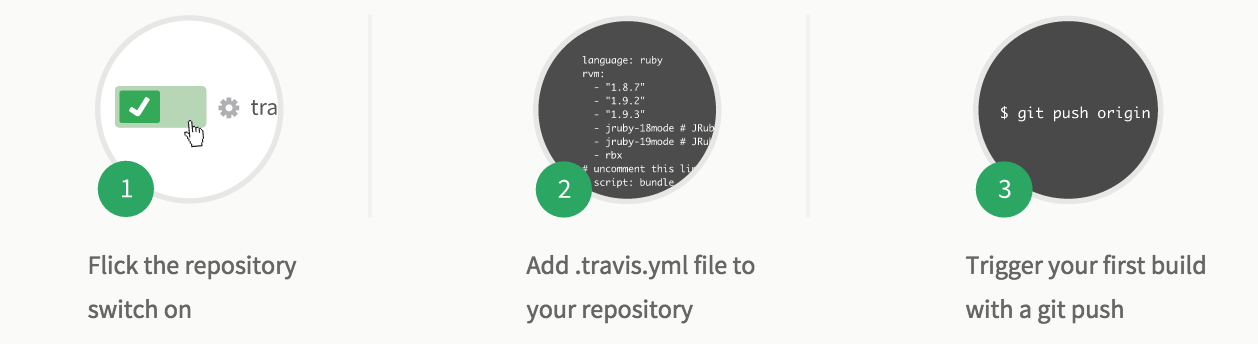 tra
1
Flick the repository
switch on
language: ruby
rvm:
- "1.8.7"
- "1.9.2"
- "1.9.3"
- jruby-18mode # JRub
- jruby-19mode # JRu
- rbx
# uncomment this li
script: bundle
2
Add .travis.yml file to
your repository
$ git push origin
3
Trigger your first build
with a git push